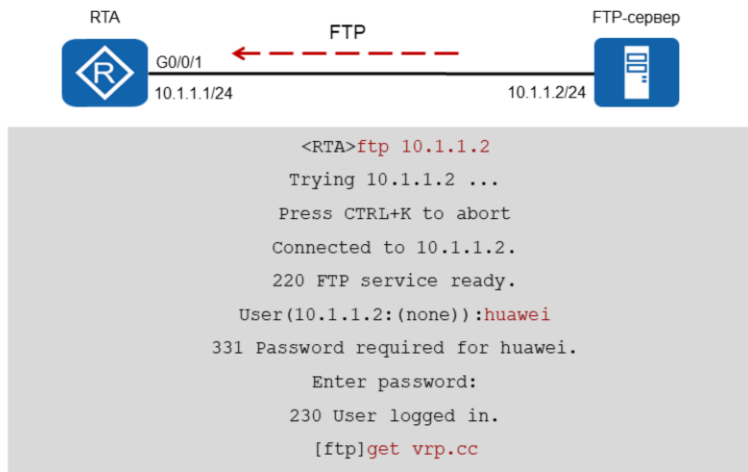 RTA
FTP
FTP-сервер
R
G0/0/1
10.1.1.1/24
10.1.1.2/24
<RTA>ftp 10.1.1.2
Trying 10.1.1.2 ...
Press CTRL+K to abort
Connected to 10.1.1.2.
220 FTP service ready.
User(10.1.1.2:(none)):huawei
331 Password required for huawei.
Enter password:
230 User logged in.
[ftp]get vrp.cc